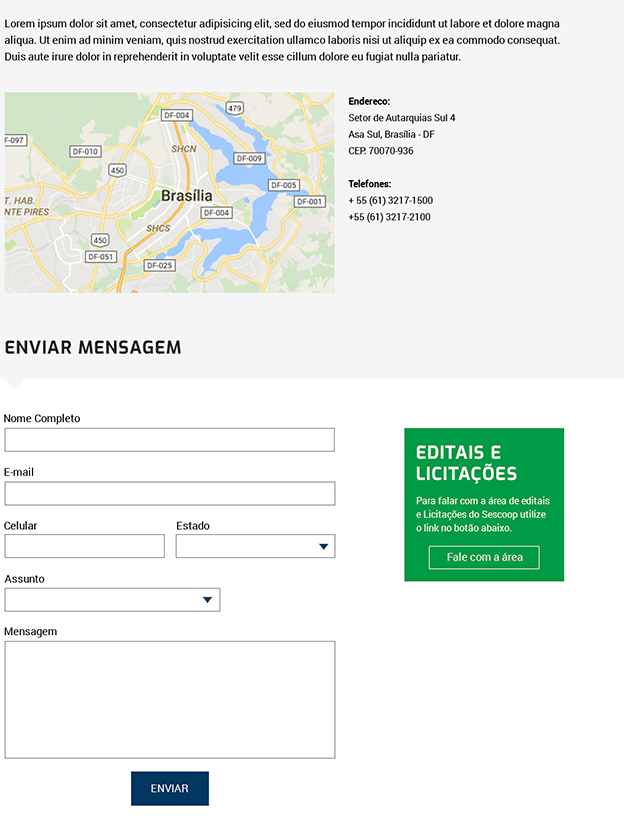 Lorem ipsum dolor sit amet, consectetur adipisicing elit, sed do eiusmod tempor incididunt ut labore et dolore magna
aliqua. Ut enim ad minim veniam, quis nostrud exercitation ullamco laboris nisi ut aliquip ex ea commodo consequat.
Duis aute irure dolor in reprehenderit in voluptate velit esse cillum dolore eu fugiat nulla pariatur.
479
DF-004
-097
DF-010
SHCN
DF-009
450
DF-005
Brasília
DF-001
T. HAB.
NTE PIRES
DF-004
SHCS
450
DF-051
DF-025
Endereco:
Setor de Autarquias Sul 4
Asa Sul, Brasília - DF
CEP. 70070-936
Telefones:
+ 55 (61) 3217-1500
+55 (61) 3217-2100
ENVIAR MENSAGEM
Nome Completo
E-mail
Celular
Estado
Assunto
Mensagem
ENVIAR
EDITAIS E
LICITAÇÕES
Para falar com a área de editais
e Licitações do Sescoop utilize
o link no botão abaixo.
Fale com a área